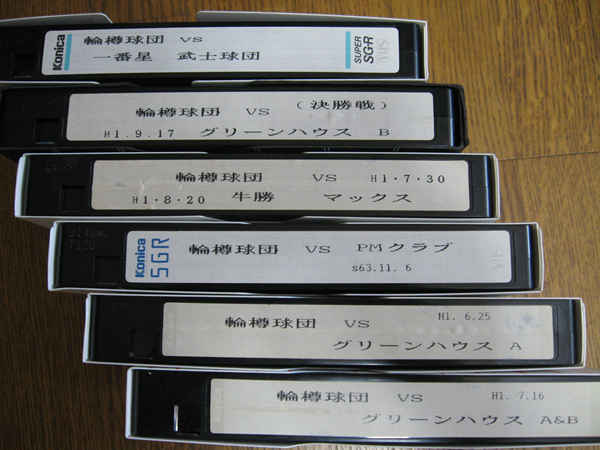 Konica
輪樽球団 VS
一番星 武士球団
SUPER
SG-R
VHS
輪樽球団 VS (決勝戦)
H1.9.17 グリーンハウス B
輪樽球団 VS H1・7・30
H1・8・20 牛勝 マックス
Konica
SGR
輪樽球団 VS PMクラブ
s63.11.6
輪樽球団 VS H1. 6.25
グリーンハウス A
輪樽球団 VS H1. 7.16
グリーンハウス A&B